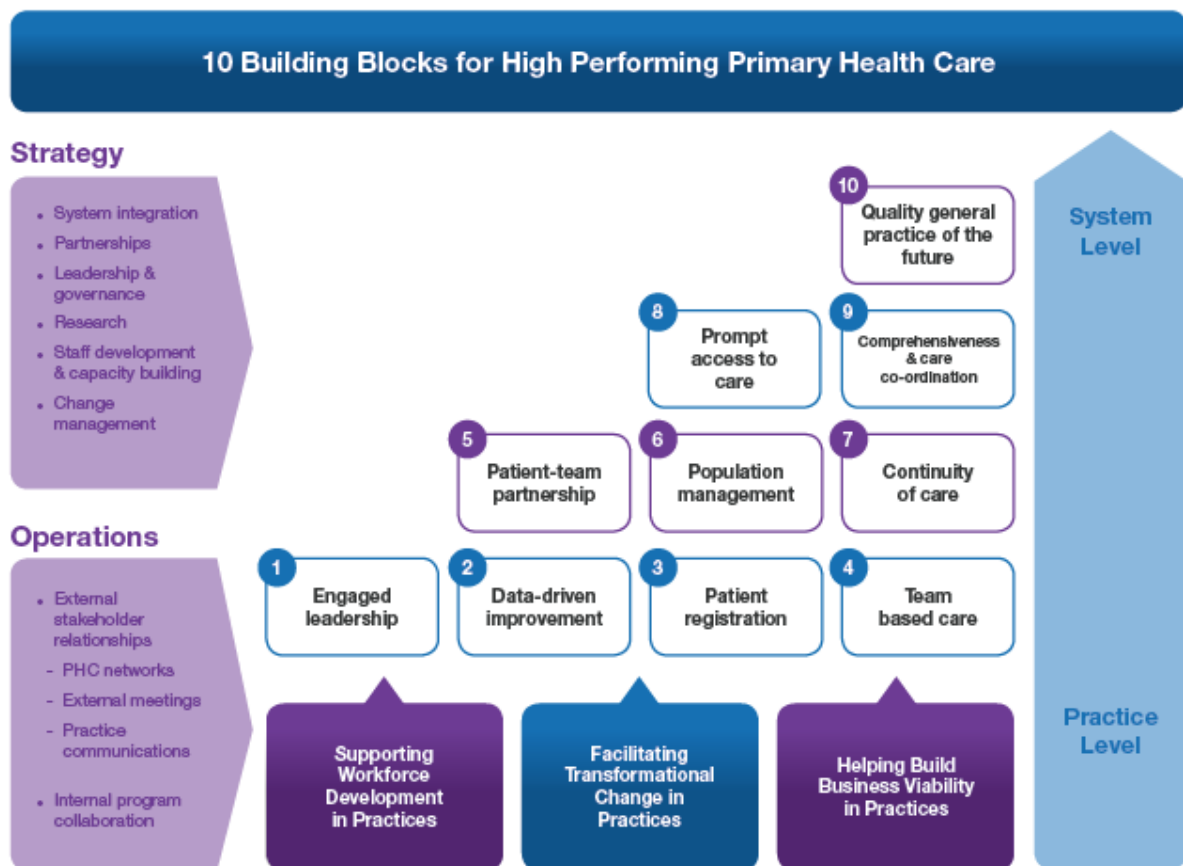 10 Building Blocks for High Performing Primary Health Care
Strategy
• System integration
• Partnerships
• Leadership &
governance
• Research
• Staff development
& capacity building
• Change
management
10
Quality general
practice of the
future
System
Level
8
Prompt
access to
care
9
Comprehensiveness
& care
co-ordination
5
Patient-team
partnership
6
Population
management
7
Continuity
of care
Operations
• External
stakeholder
relationships
- PHC networks
- External meetings
- Practice
communications
• Internal program
collaboration
1
Engaged
leadership
2
Data-driven
improvement
3
Patient
registration
4
Team
based care
Supporting
Workforce
Development
in Practices
Facilitating
Transformational
Change in
Practices
Helping Build
Business Viability
in Practices
Practice
Level